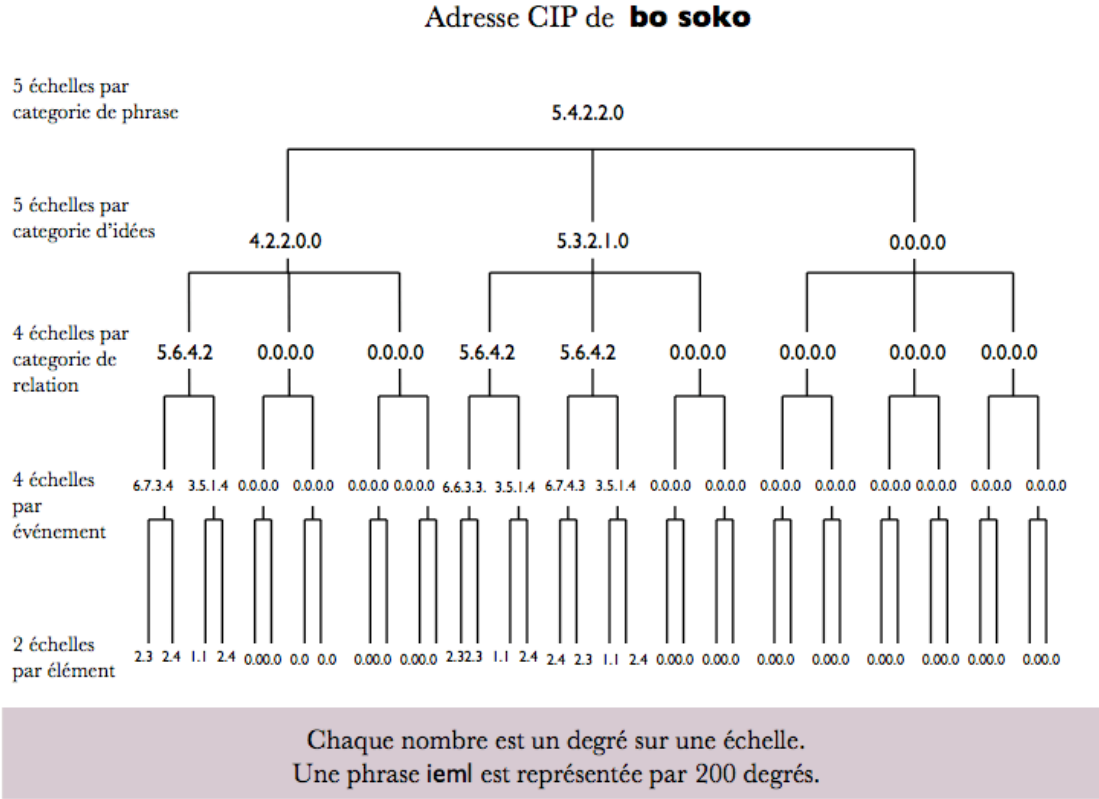 Adresse CIP de bo soko
5 échelles par
categorie de phrase
5.4.2.2.0
5 échelles par
categorie d'idées
4.2.2.0.0 5.3.2.1.0 0.0.0.0
4 échelles par
categorie de
relation
5.6.4.2 0.0.0.0 0.0.0.0 5.6.4.2 5.6.4.2 0.0.0.0 0.0.0.0 0.0.0.0 0.0.0.0
4 échelles
par
événement
6.7.3.4 3.5.1.4 0.0.0.0 0.0.0.0 0.0.0.0 0.0.0.0 6.6.3.3. 3.5.1.4 6.7.4.3 3.5.1.4 0.0.0.0 0.0.0.0 0.0.0.0 0.0.0.0 0.0.0.0 0.0.0.0 0.0.0.0 0.0.0.0
2 échelles
par élément
2.3 2.4 1.1 2.4 0.00.0 0.0 0.0 0.00.0 0.00.0 2.32.3 1.1 2.4 2.4 2.3 1.1 2.4 0.00.0 0.00.0 0.00.0 0.00.0 0.00.0 0.00.0 0.00.0 0.00.0
Chaque nombre est un degré sur une échelle.
Une phrase ieml est représentée par 200 degrés.